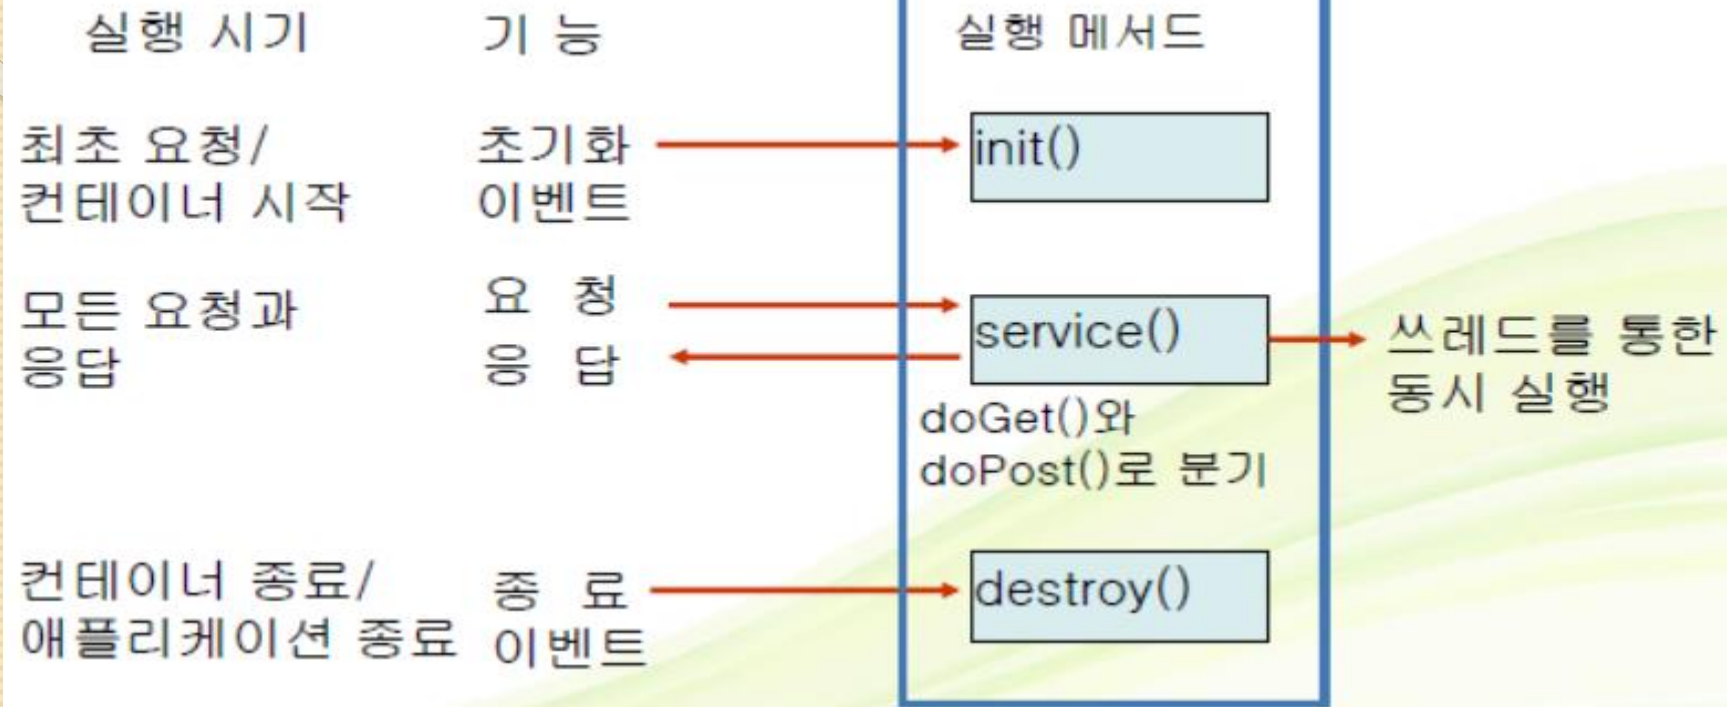 실행 시기
기 능
실행 메서드
최초 요청/
컨테이너 시작
초기화
이벤트
init()
모든 요청과
응답
요 청
응 답
service()
doGet()와
doPost()로 분기
쓰레드를 통한
동시 실행
컨테이너 종료/
애플리케이션 종료
종 료
이벤트
destroy()